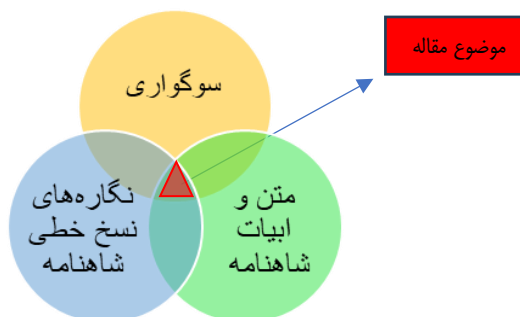 موضوع مقاله
سوگواری
نگاره‌های
نسخ خطی
شاهنامه
متن و
ابیات
شاهنامه